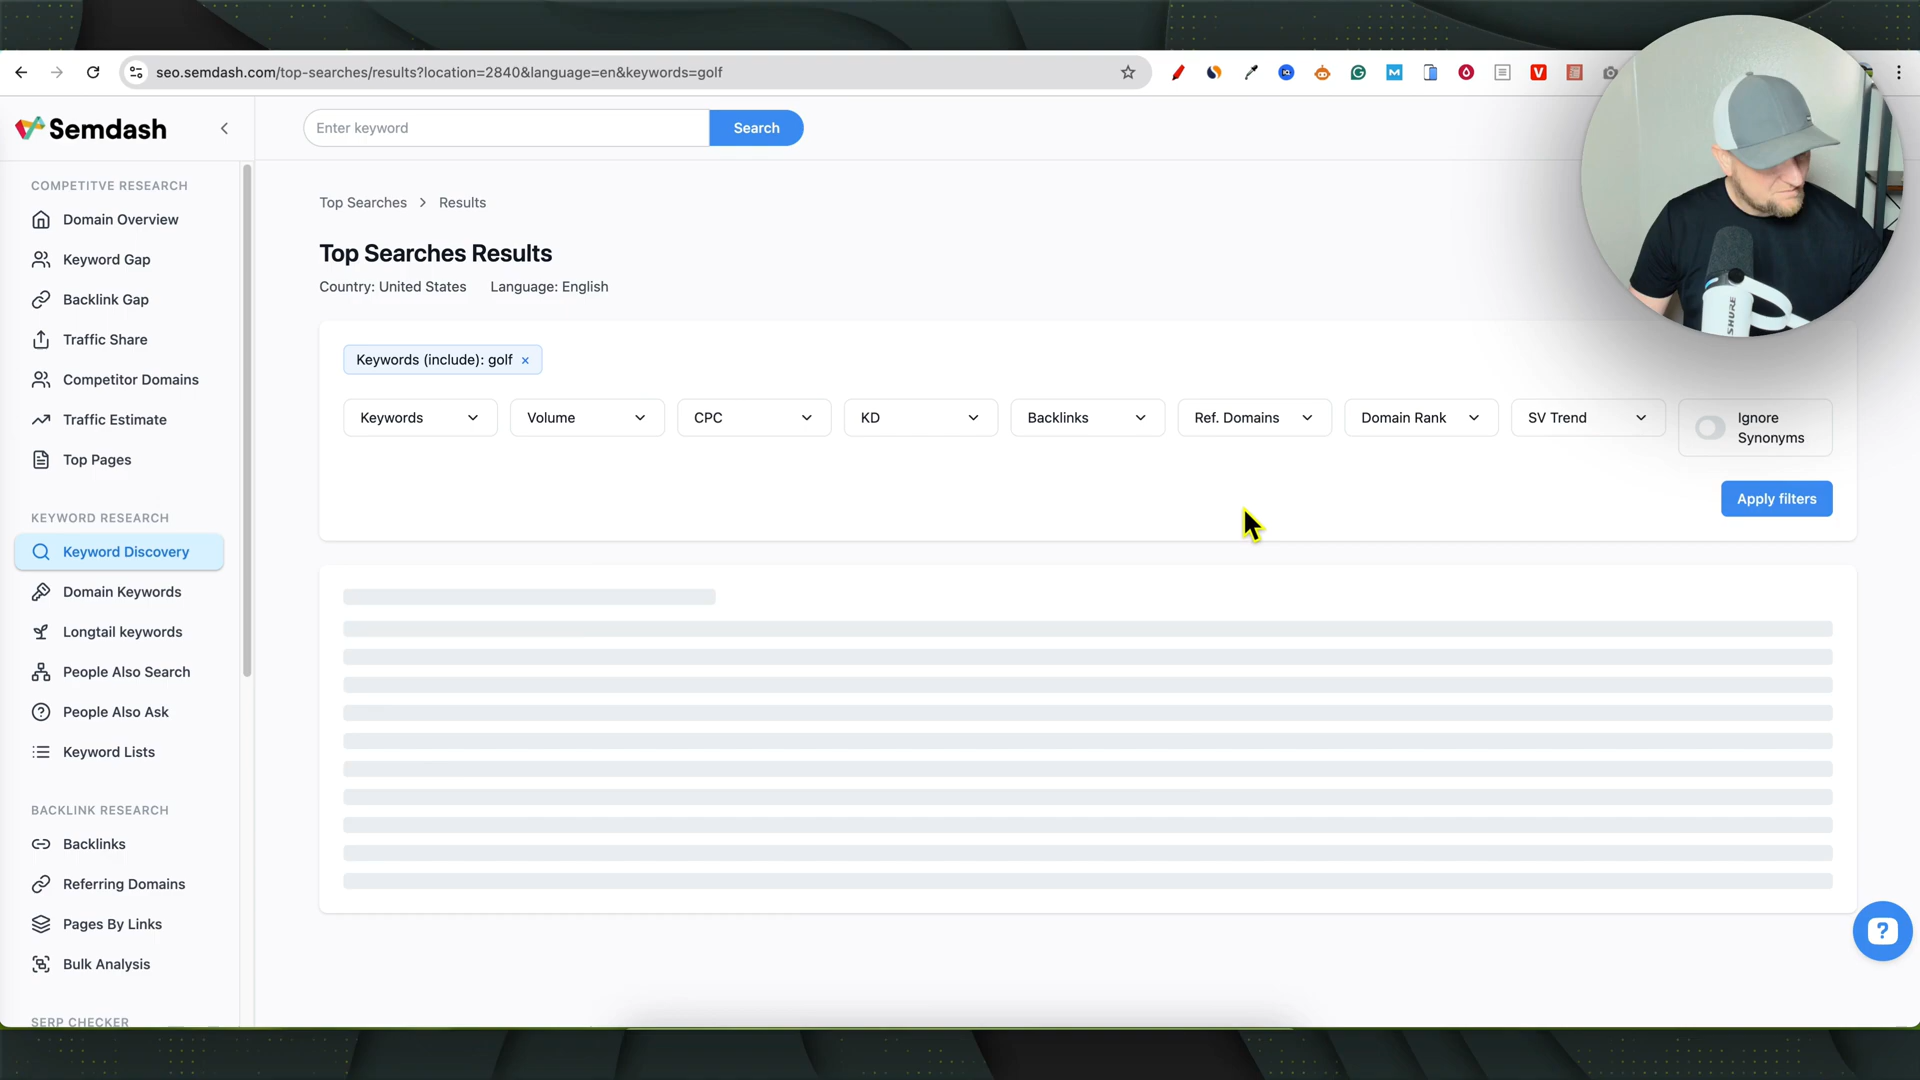 seo.semdash.com/top-searches/results?location=2840&language=en&keywords=golf
Semdash
Enter keyword
Search
COMPETITVE RESEARCH
Domain Overview
Keyword Gap
Backlink Gap
Traffic Share
Competitor Domains
Traffic Estimate
Top Pages
KEYWORD RESEARCH
Keyword Discovery
Domain Keywords
Longtail keywords
People Also Search
People Also Ask
Keyword Lists
BACKLINK RESEARCH
Backlinks
Referring Domains
Pages By Links
Bulk Analysis
SERP CHECKER
Top Searches > Results
Top Searches Results
Country: United States Language: English
Keywords (include): golf ×
Keywords Volume CPC KD Backlinks Ref. Domains Domain Rank SV Trend Ignore Synonyms
Apply filters
SHURE
?